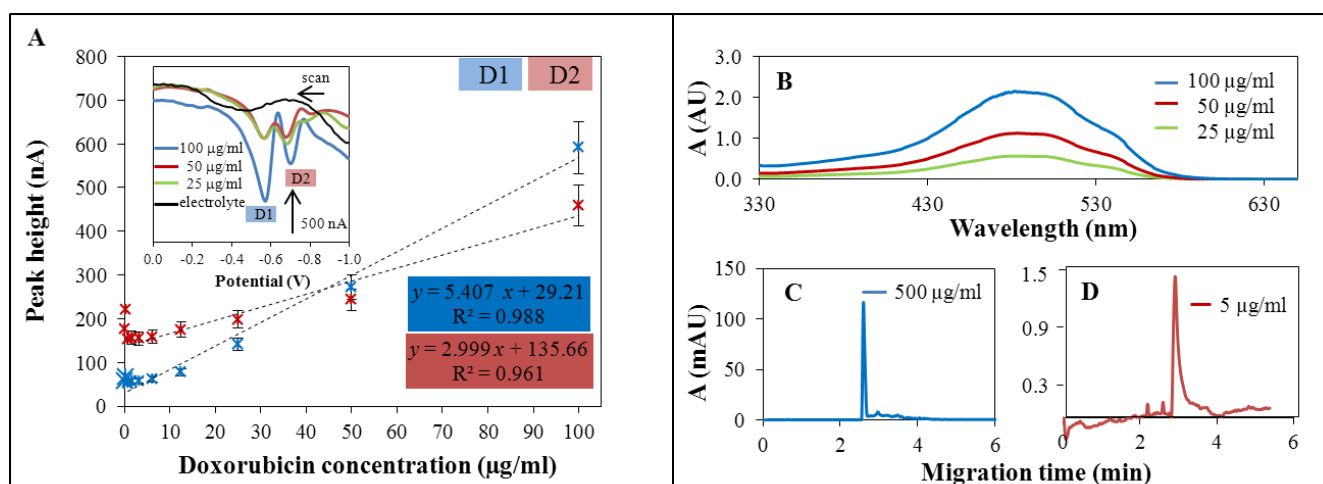 A
800
700
600
500
400
300
200
100
0
Peak height (nA)
0 10 20 30 40 50 60 70 80 90 100
Doxorubicin concentration (µg/ml)
D1 D2
scan
100 µg/ml
50 µg/ml
25 µg/ml
electrolyte
D1
D2
500 nA
0.0 -0.2 -0.4 -0.6 -0.8 -1.0
Potential (V)
y = 5.407 x + 29.21
R² = 0.988
y = 2.999 x + 135.66
R² = 0.961
B
3.0
2.0
1.0
0.0
A (AU)
100 µg/ml
50 µg/ml
25 µg/ml
330 430 530 630
Wavelength (nm)
C
150
100
50
0
A (mAU)
500 µg/ml
0 2 4 6
D
1.5
0.9
0.3
5 µg/ml
0 2 4 6
Migration time (min)